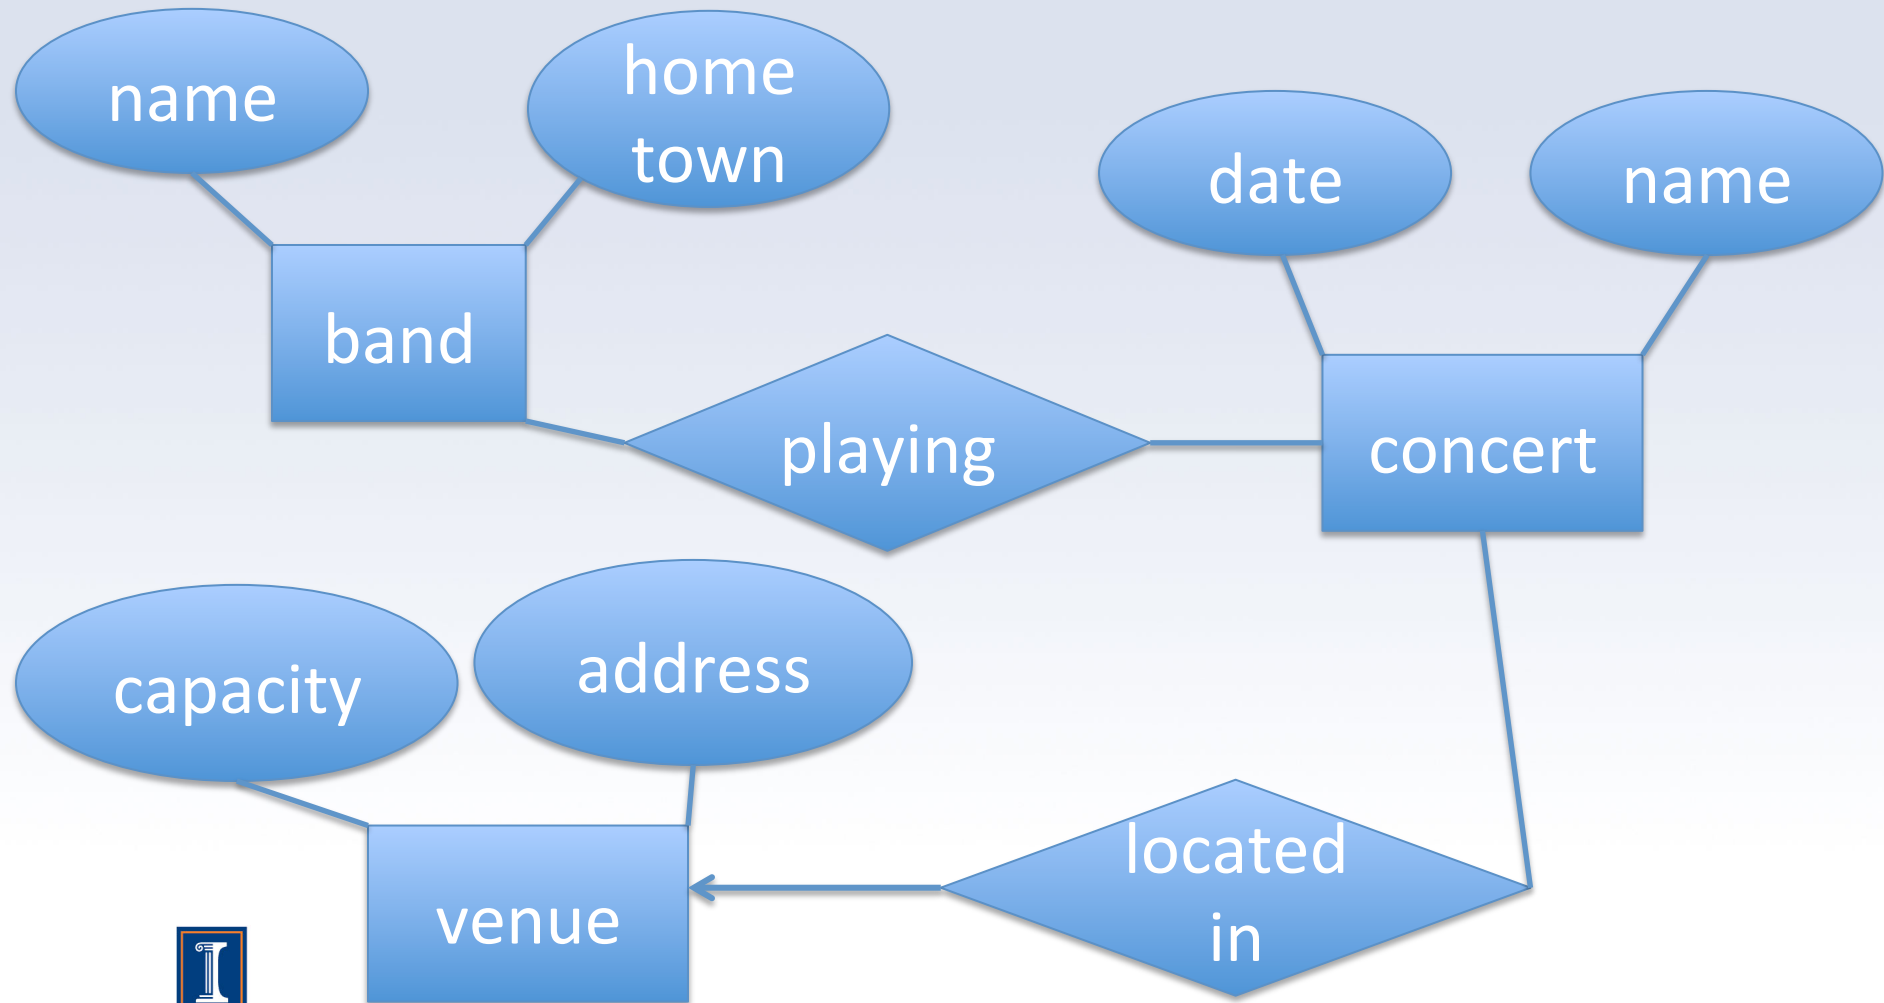 name
home
town
date
name
band
playing
concert
capacity
address
located
in
venue
I